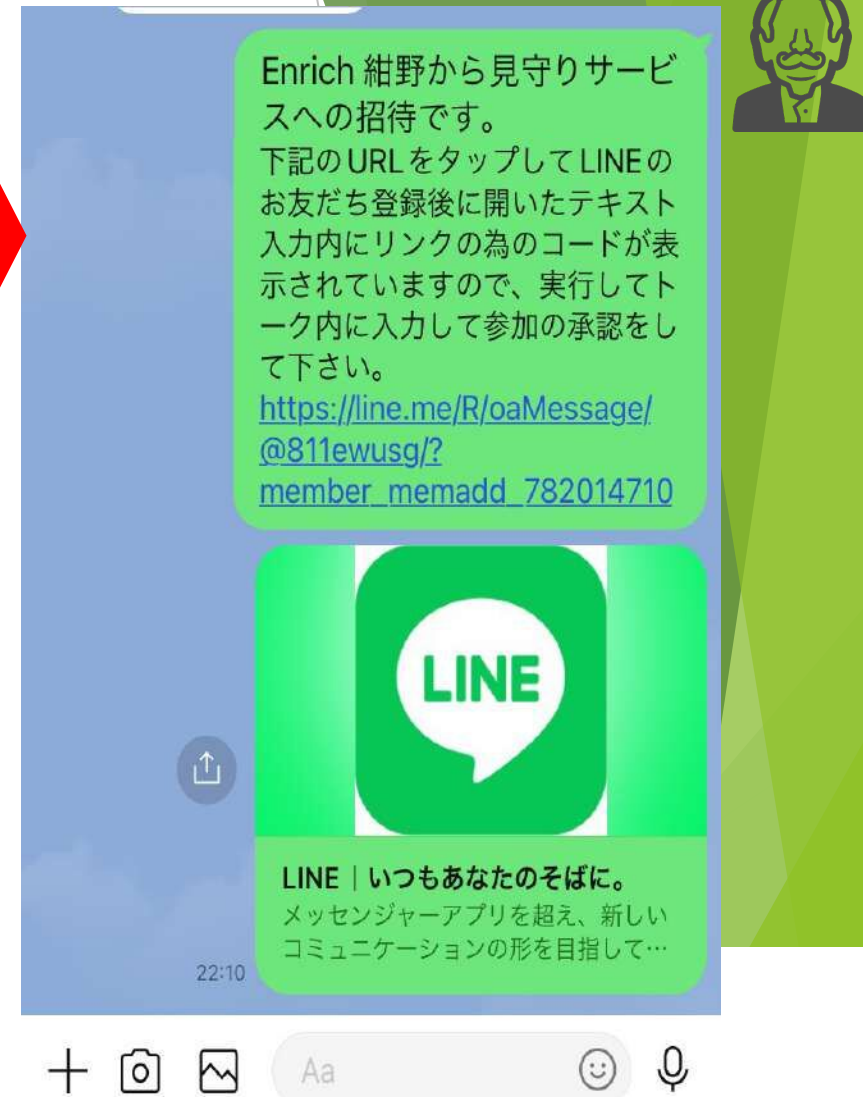 Enrich 紺野から見守りサービ
スへの招待です。
下記のURLをタップしてLINEの
お友だち登録後に開いたテキスト
入力内にリンクの為のコードが表
示されていますので、実行してト
ーク内に入力して参加の承認をし
て下さい。
https://line.me/R/oaMessage/
@811ewusg/?
member_memadd_782014710
LINE
LINE｜いつもあなたのそばに。
メッセンジャーアプリを超え、新しい
コミュニケーションの形を目指して…
22:10
Aa